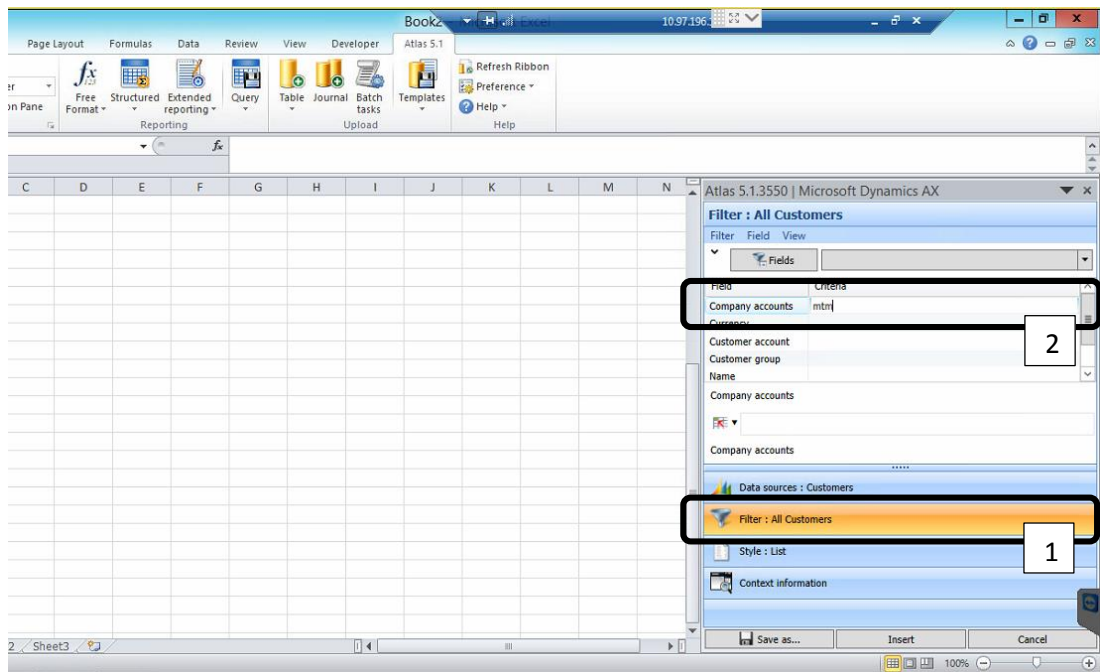 Book2 - Microsoft Excel
10.97.196.
Page Layout Formulas Data Review View Developer Atlas 5.1
Free Format
Structured
Extended reporting
Query
Table
Journal
Batch tasks
Templates
Refresh Ribbon
Preference
Help
on Pane
Reporting
Upload
Help
fx
C D E F G H I J K L M N
Atlas 5.1.3550 | Microsoft Dynamics AX
Filter : All Customers
Filter Field View
Fields
Field Criteria
Company accounts mtm
Currency
2
Customer account
Customer group
Name
Company accounts
Company accounts
Data sources : Customers
Filter : All Customers
1
Style : List
Context information
Save as... Insert Cancel
2 Sheet3
100%